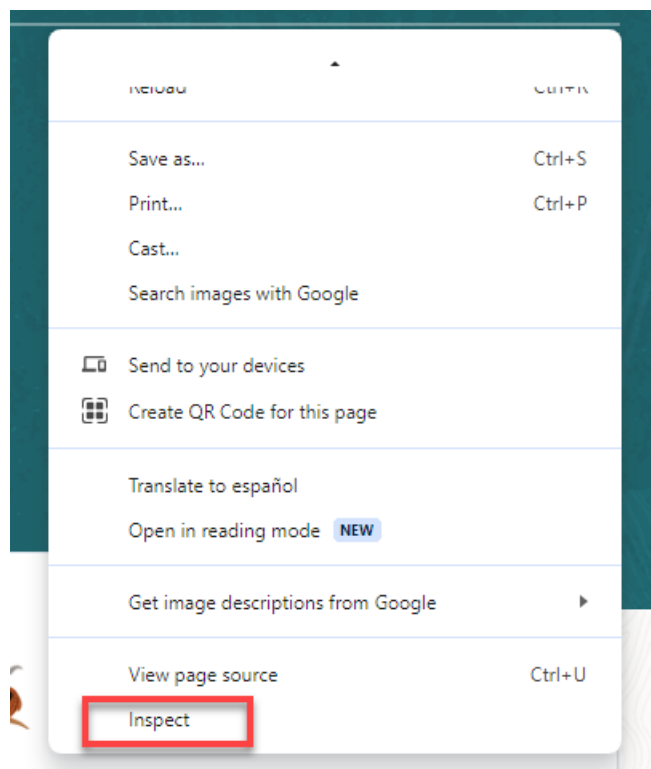 Reload Ctrl+R
Save as... Ctrl+S
Print... Ctrl+P
Cast...
Search images with Google
Send to your devices
Create QR Code for this page
Translate to español
Open in reading mode NEW
Get image descriptions from Google
View page source Ctrl+U
Inspect